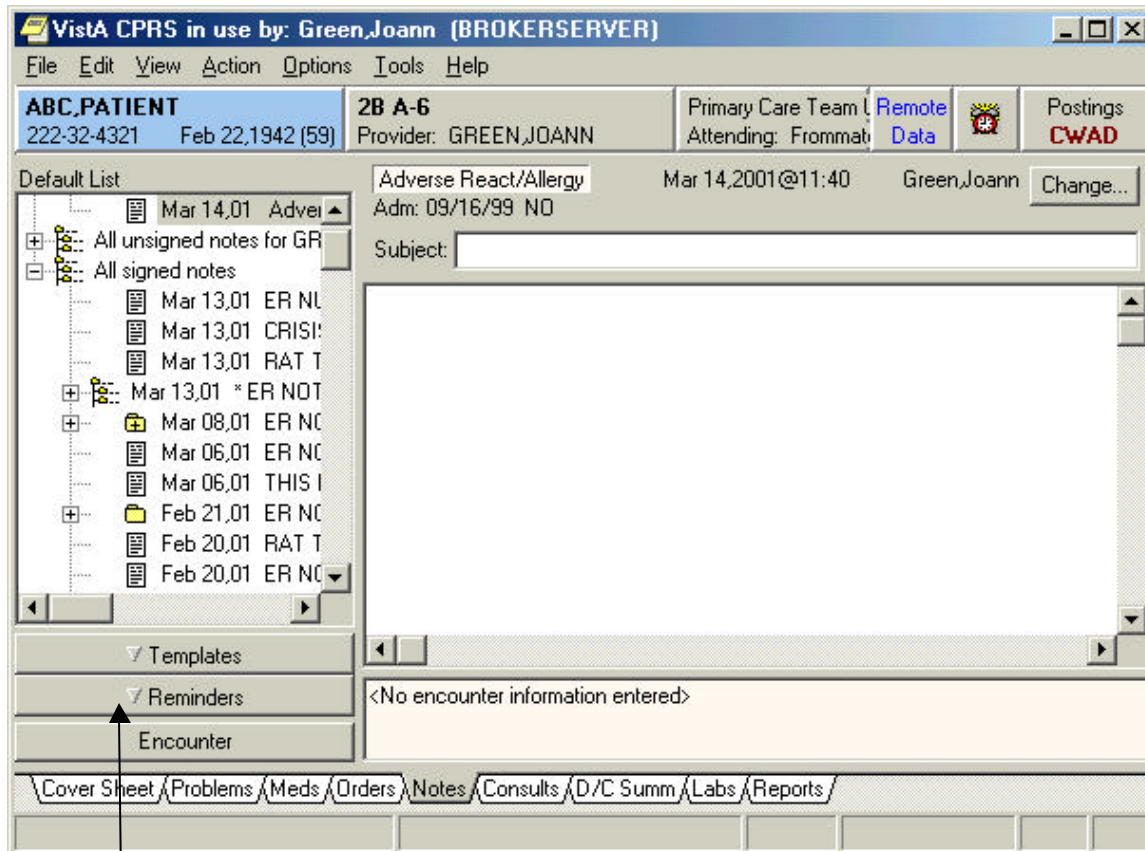 VistA CPRS in use by: Green,Joann (BROKERSERVER)
File Edit View Action Options Tools Help
ABC,PATIENT
222-32-4321 Feb 22,1942 (59)
2B A-6
Provider: GREEN,JOANN
Primary Care Team
Attending: Frommat
Remote
Data
Postings
CWAD
Default List
Mar 14,01 Adver
All unsigned notes for GR
All signed notes
Mar 13,01 ER NU
Mar 13,01 CRISIS
Mar 13,01 RAT T
Mar 13,01 * ER NOT
Mar 08,01 ER NO
Mar 06,01 ER NO
Mar 06,01 THIS I
Feb 21,01 ER NO
Feb 20,01 RAT T
Feb 20,01 ER NO
Templates
Reminders
Encounter
Adverse React/Allergy Mar 14,2001@11:40 Green,Joann Change...
Adm: 09/16/99 NO
Subject:
<No encounter information entered>
Cover Sheet Problems Meds Orders Notes Consults D/C Summ Labs Reports